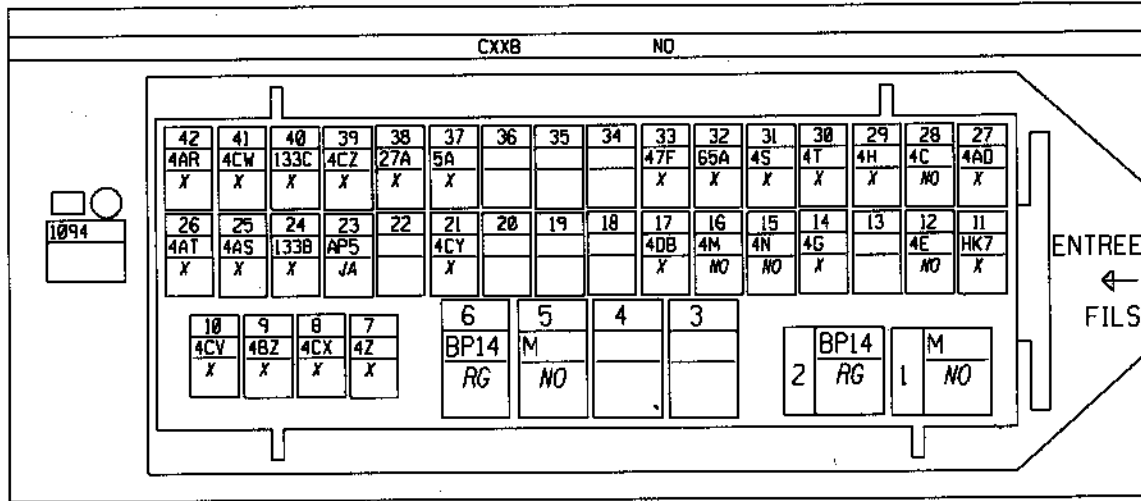 CXXB NO
42 41 40 39 38 37 36 35 34 33 32 31 30 29 28 27
4AR 4CW 133C 4CZ 27A 5A 47F 65A 4S 4T 4H 4C 4AD
X X X X X X X X X X X NO X
26 25 24 23 22 21 20 19 18 17 16 15 14 13 12 11
4AT 4AS 133B AP5 4CY 4DB 4M 4N 4G 4E HK7
X X X JA X X NO NO X NO X
1094
ENTREE
←
FILS
10 9 8 7
4CV 4BZ 4CX 4Z
X X X X
6 5 4 3
BP14 M
RG NO
2 BP14 1 M
RG NO